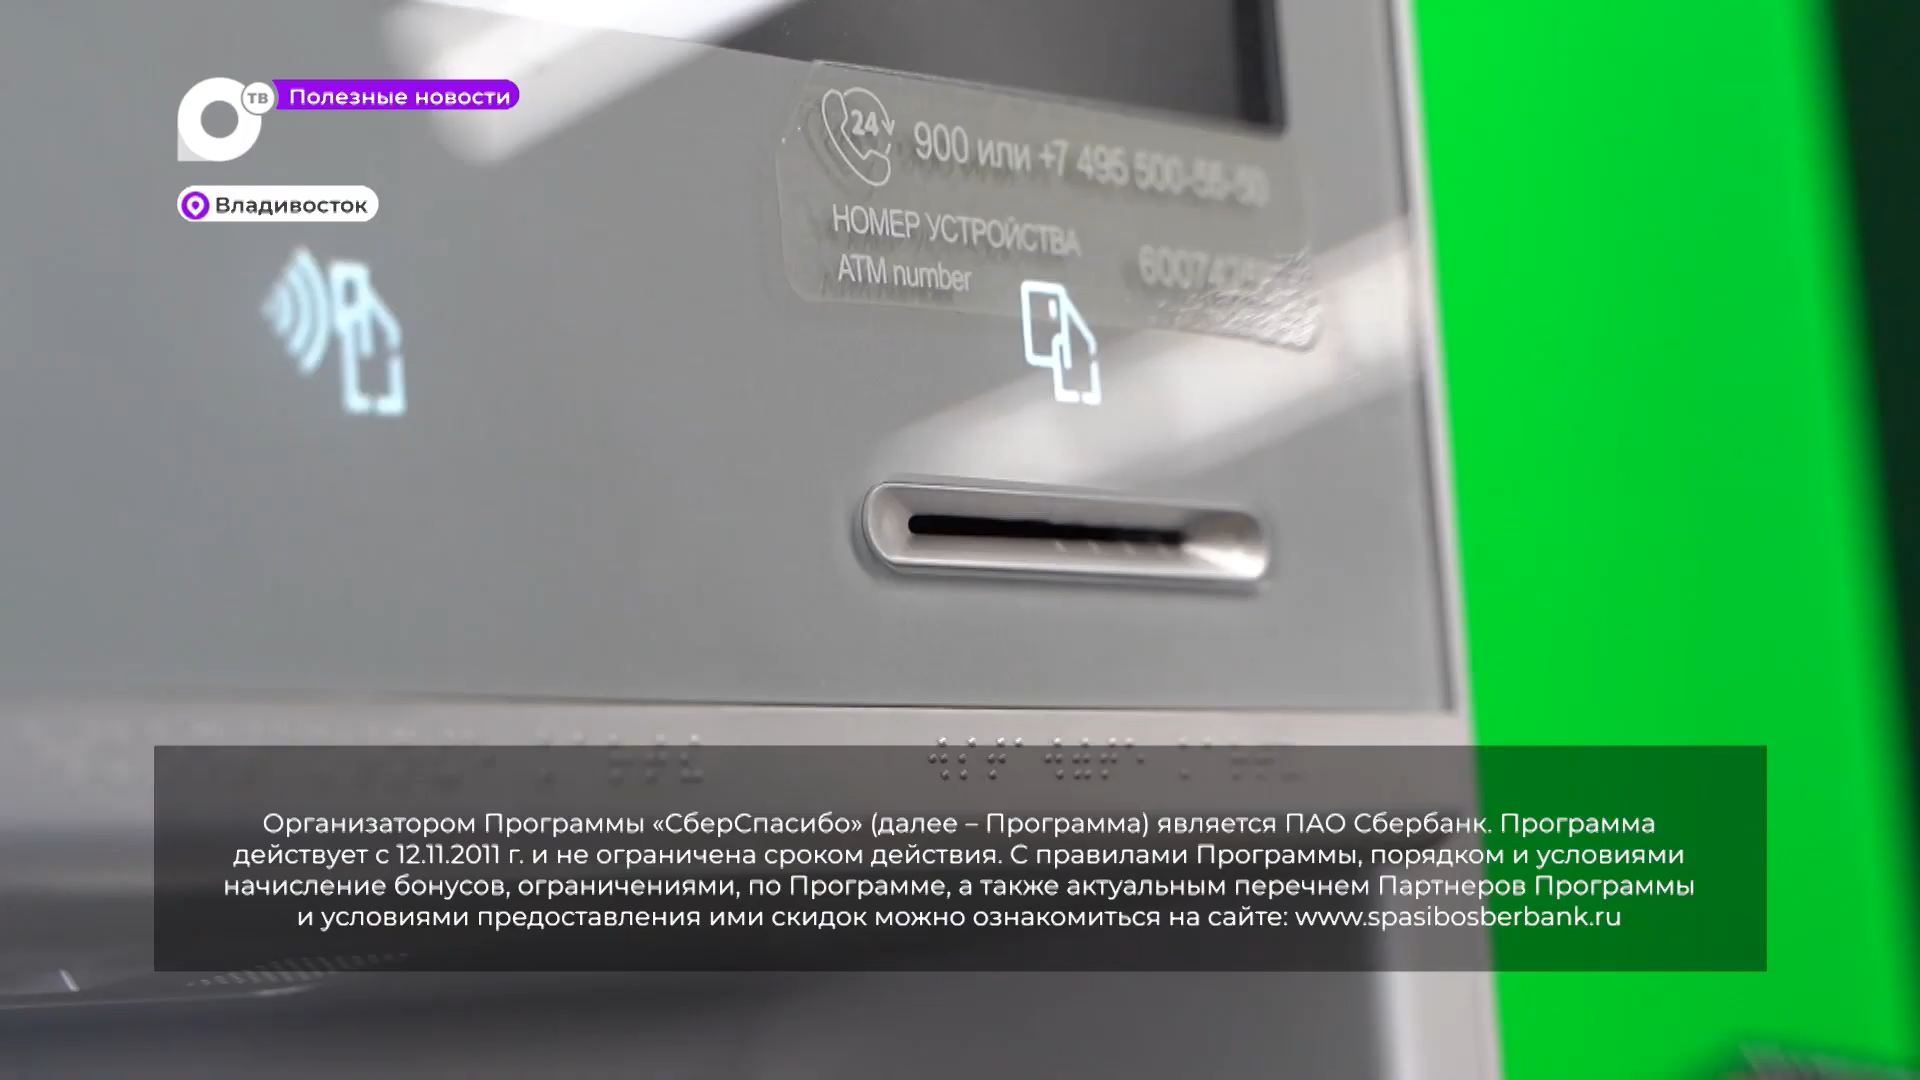 ТВ
Полезные новости
Владивосток
24
900 или +7 495 500-55-50
НОМЕР УСТРОЙСТВА
ATM number
Организатором Программы «СберСпасибо» (далее – Программа) является ПАО Сбербанк. Программа
действует с 12.11.2011 г. и не ограничена сроком действия. С правилами Программы, порядком и условиями
начисление бонусов, ограничениями, по Программе, а также актуальным перечнем Партнеров Программы
и условиями предоставления ими скидок можно ознакомиться на сайте: www.spasibosberbank.ru